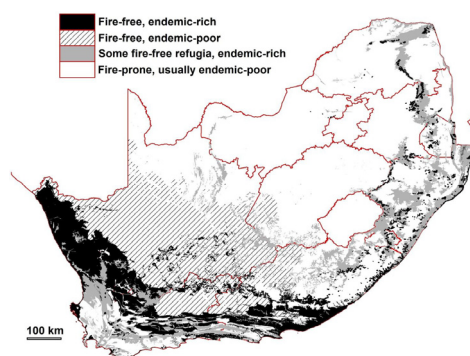 Fire-free, endemic-rich
Fire-free, endemic-poor
Some fire-free refugia, endemic-rich
Fire-prone, usually endemic-poor
100 km